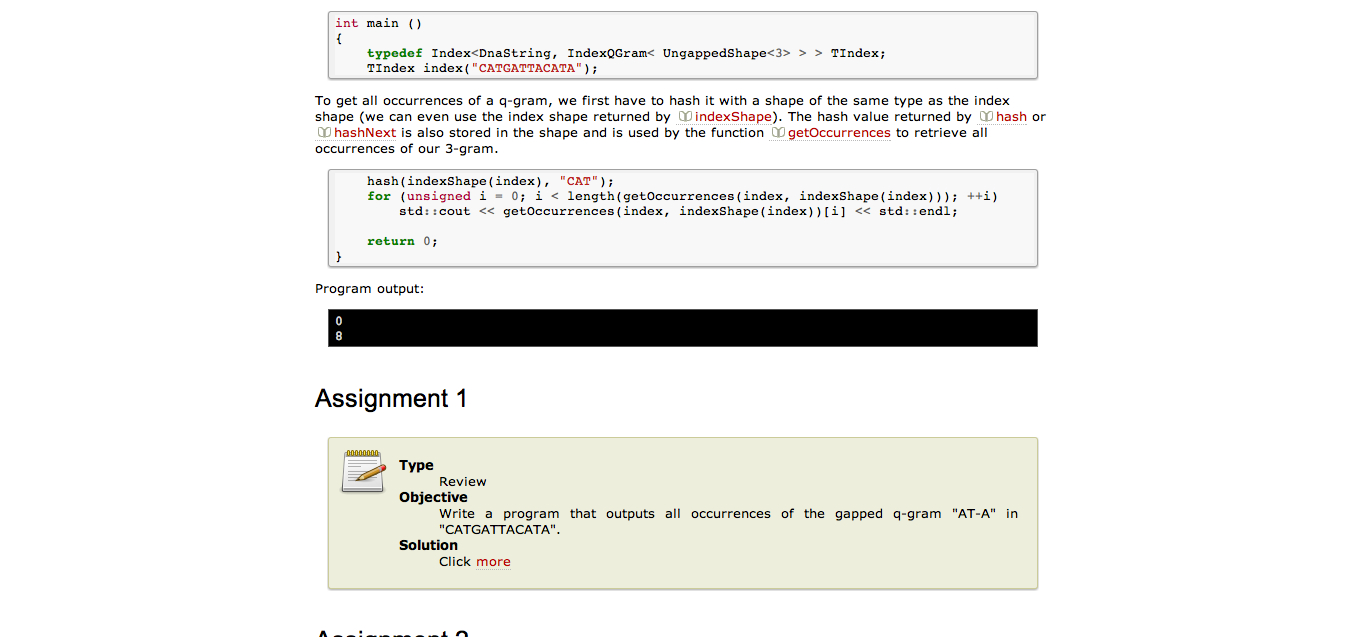 int main ()
{
    typedef Index<DnaString, IndexQGram< UngappedShape<3> > > TIndex;
    TIndex index("CATGATTACATA");
To get all occurrences of a q-gram, we first have to hash it with a shape of the same type as the index
shape (we can even use the index shape returned by indexShape). The hash value returned by hash or
hashNext is also stored in the shape and is used by the function getOccurrences to retrieve all
occurrences of our 3-gram.
    hash(indexShape(index), "CAT");
    for (unsigned i = 0; i < length(getOccurrences(index, indexShape(index))); ++i)
        std::cout << getOccurrences(index, indexShape(index))[i] << std::endl;
    return 0;
}
Program output:
0
8
Assignment 1
Type
Review
Objective
Write a program that outputs all occurrences of the gapped q-gram "AT-A" in
"CATGATTACATA".
Solution
Click more
Assignment 2